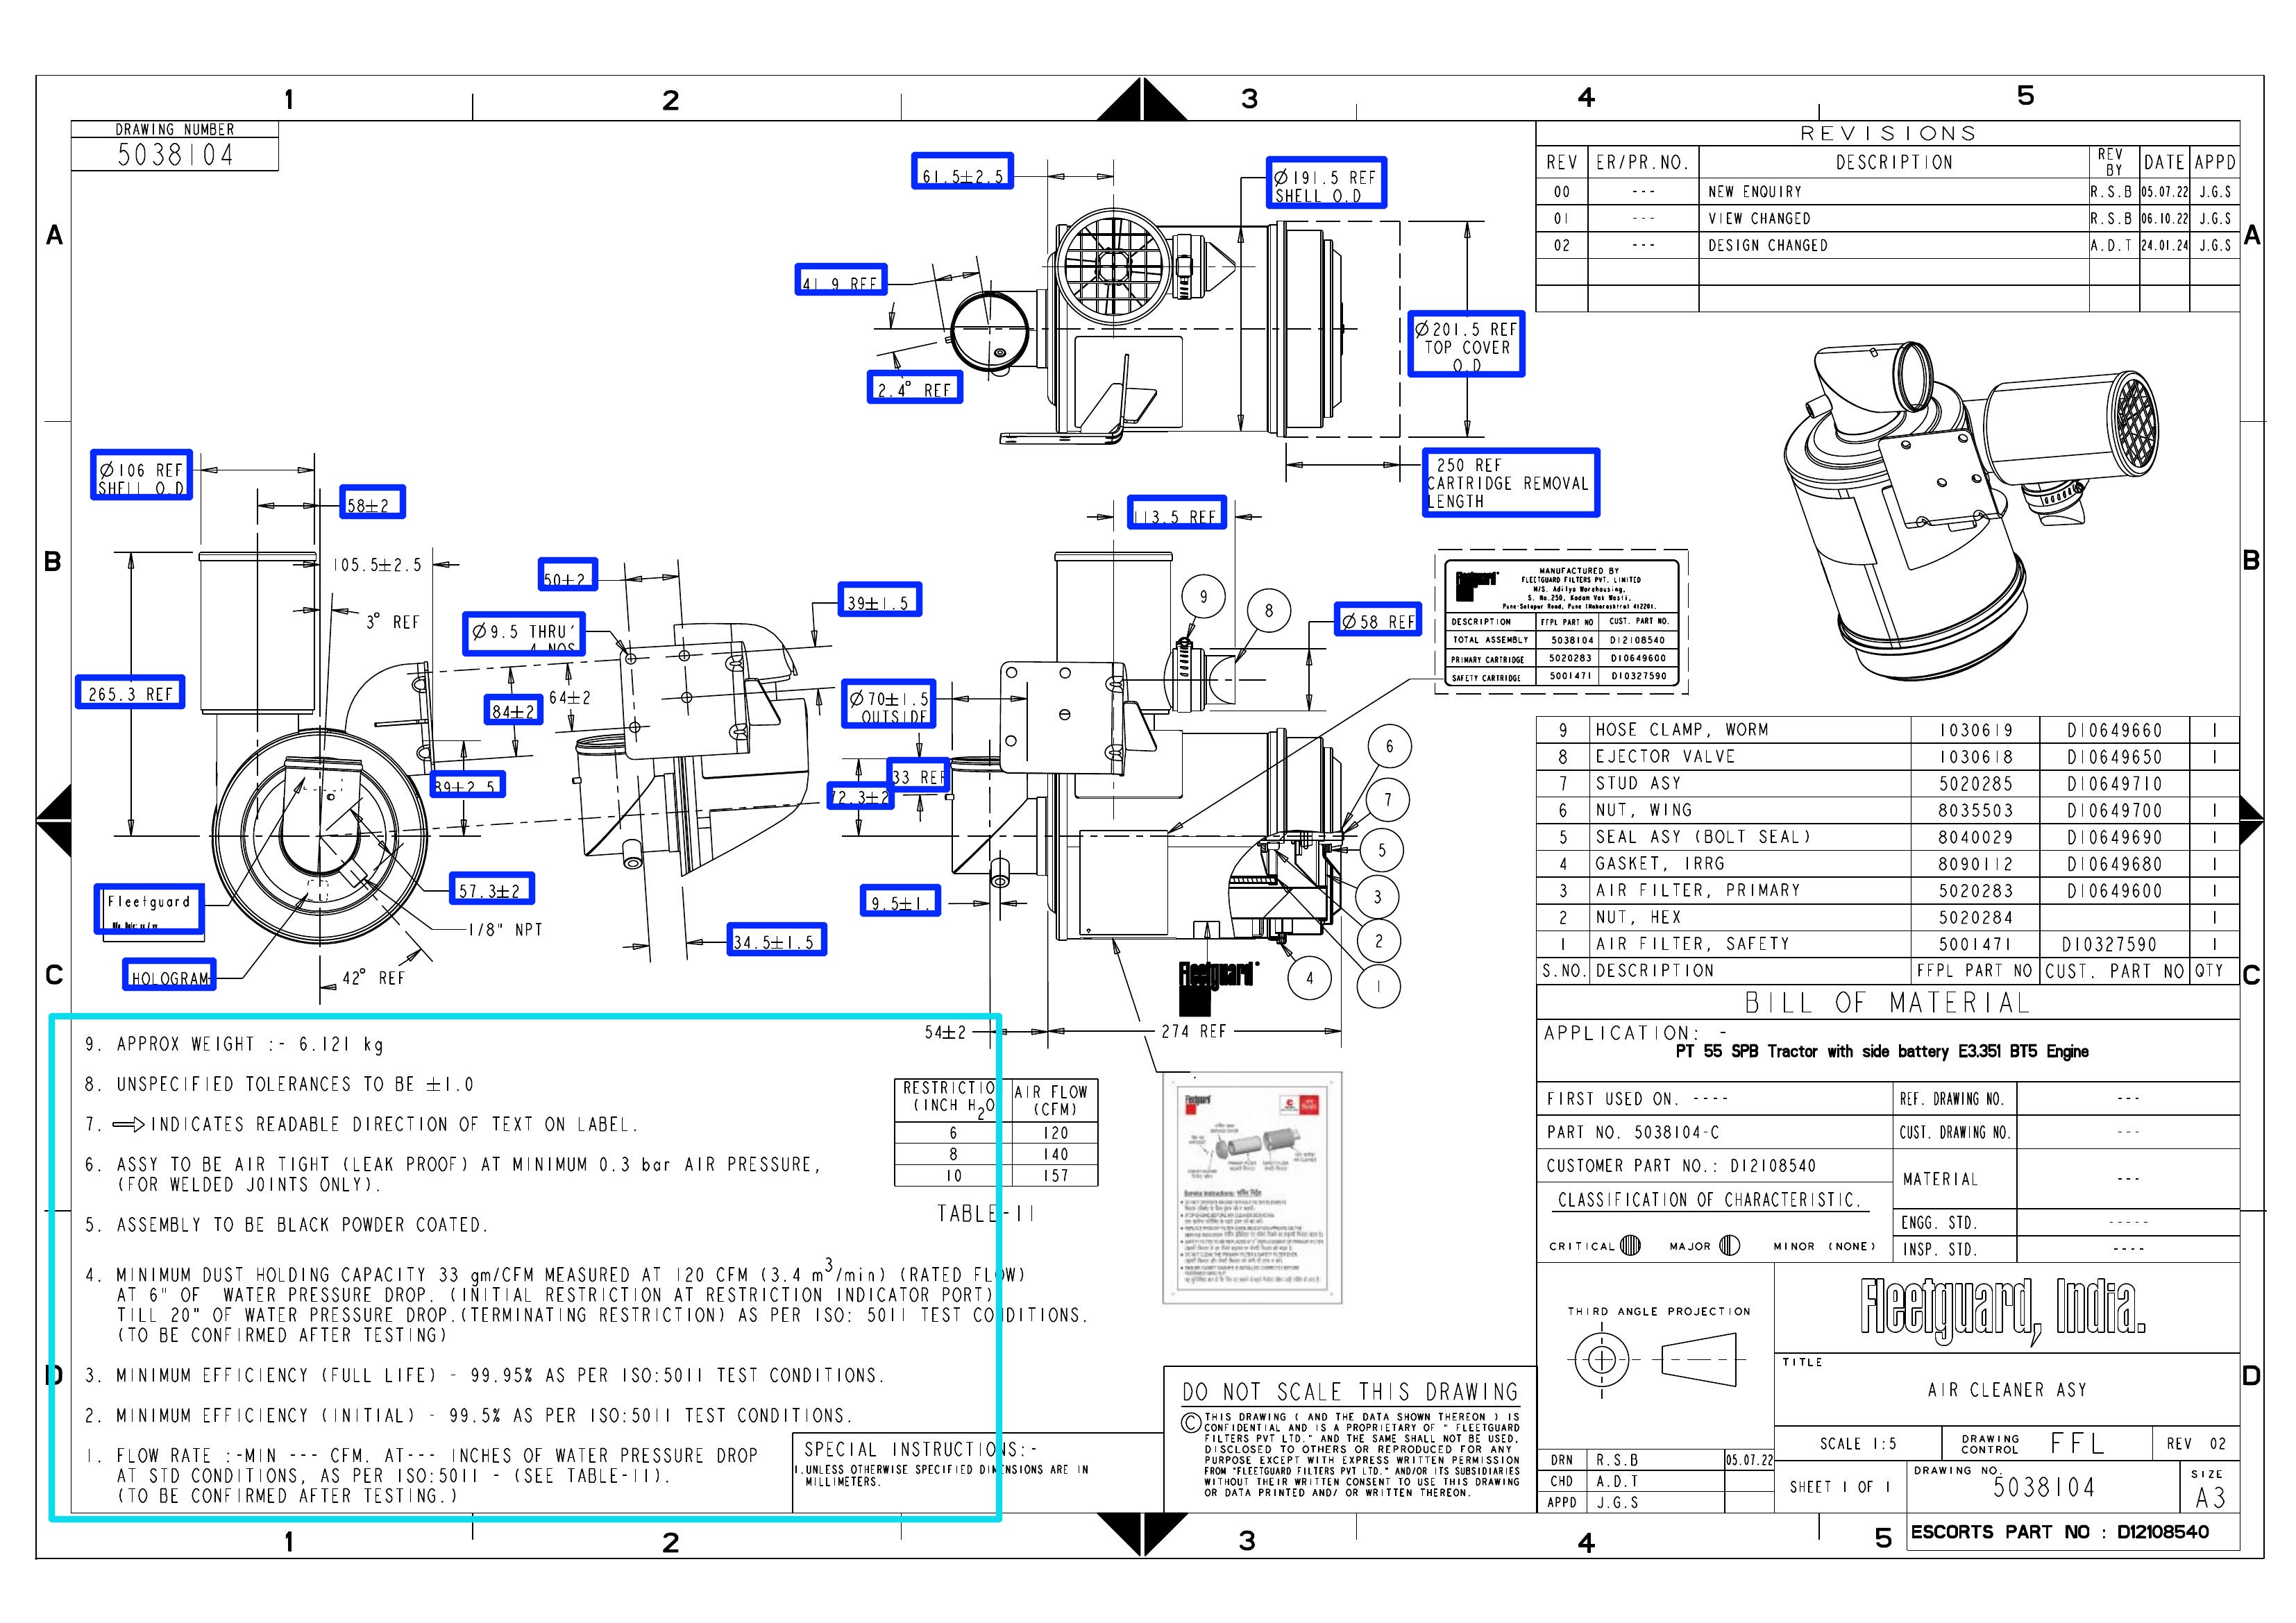 1 2 3 4 5
DRAWING NUMBER
5038104
REVISIONS
REV ER/PR.NO. DESCRIPTION REV BY DATE APPD
00 --- NEW ENQUIRY R.S.B 05.07.22 J.G.S
01 --- VIEW CHANGED R.S.B 06.10.22 J.G.S
02 --- DESIGN CHANGED A.D.T 24.01.24 J.G.S
A A
61.5±2.5
Ø191.5 REF
SHELL O.D
41.9 REF
2.4° REF
Ø201.5 REF
TOP COVER
O.D
250 REF
CARTRIDGE REMOVAL
LENGTH
Ø106 REF
SHELL O.D
58±2
113.5 REF
B B
105.5±2.5
3° REF
50±2
39±1.5
Ø9.5 THRU'
4 NOS
9
8
Ø58 REF
265.3 REF
84±2
64±2
Ø70±1.5
OUTSIDE
33 REF
72.3±2
89±2.5
Fleetguard
MANUFACTURED BY
FLEETGUARD FILTERS PVT. LIMITED
M/S. Aditya Warehousing,
S. No.250, Kadam Vak Wasti,
Pune-Solapur Road, Pune (Maharashtra) 412201.
DESCRIPTION FFPL PART NO CUST. PART NO.
TOTAL ASSEMBLY 5038104 D12108540
PRIMARY CARTRIDGE 5020283 D10649600
SAFETY CARTRIDGE 5001471 D10327590
6
7
5
3
2
1
4
Fleetguard
HOLOGRAM
57.3±2
1/8" NPT
42° REF
34.5±1.5
9.5±1.
Fleetguard
54±2
274 REF
9 HOSE CLAMP, WORM 1030619 D10649660 1
8 EJECTOR VALVE 1030618 D10649650 1
7 STUD ASY 5020285 D10649710
6 NUT, WING 8035503 D10649700 1
5 SEAL ASY (BOLT SEAL) 8040029 D10649690 1
4 GASKET, IRRG 8090112 D10649680 1
3 AIR FILTER, PRIMARY 5020283 D10649600 1
2 NUT, HEX 5020284 1
1 AIR FILTER, SAFETY 5001471 D10327590 1
S.NO. DESCRIPTION FFPL PART NO CUST. PART NO QTY
C C
BILL OF MATERIAL
APPLICATION: -
PT 55 SPB Tractor with side battery E3.351 BT5 Engine
FIRST USED ON. ----
REF. DRAWING NO. ---
PART NO. 5038104-C
CUST. DRAWING NO. ---
CUSTOMER PART NO.: D12108540
MATERIAL ---
CLASSIFICATION OF CHARACTERISTIC.
ENGG. STD. -----
CRITICAL MAJOR MINOR (NONE)
INSP. STD. ----
9. APPROX WEIGHT :- 6.121 kg
8. UNSPECIFIED TOLERANCES TO BE ±1.0
7. ⇒INDICATES READABLE DIRECTION OF TEXT ON LABEL.
6. ASSY TO BE AIR TIGHT (LEAK PROOF) AT MINIMUM 0.3 bar AIR PRESSURE,
(FOR WELDED JOINTS ONLY).
5. ASSEMBLY TO BE BLACK POWDER COATED.
4. MINIMUM DUST HOLDING CAPACITY 33 gm/CFM MEASURED AT 120 CFM (3.4 m3/min) (RATED FLOW)
AT 6" OF WATER PRESSURE DROP. (INITIAL RESTRICTION AT RESTRICTION INDICATOR PORT)
TILL 20" OF WATER PRESSURE DROP.(TERMINATING RESTRICTION) AS PER ISO: 5011 TEST CONDITIONS.
(TO BE CONFIRMED AFTER TESTING)
3. MINIMUM EFFICIENCY (FULL LIFE) - 99.95% AS PER ISO:5011 TEST CONDITIONS.
2. MINIMUM EFFICIENCY (INITIAL) - 99.5% AS PER ISO:5011 TEST CONDITIONS.
1. FLOW RATE :-MIN --- CFM. AT--- INCHES OF WATER PRESSURE DROP
AT STD CONDITIONS, AS PER ISO:5011 - (SEE TABLE-II).
(TO BE CONFIRMED AFTER TESTING.)
RESTRICTIO (INCH H2O AIR FLOW (CFM)
6 120
8 140
10 157
TABLE-II
Fleetguard
Service Instructions:
SPECIAL INSTRUCTIONS:-
1.UNLESS OTHERWISE SPECIFIED DIMENSIONS ARE IN
MILLIMETERS.
DO NOT SCALE THIS DRAWING
© THIS DRAWING ( AND THE DATA SHOWN THEREON ) IS
CONFIDENTIAL AND IS A PROPRIETARY OF " FLEETGUARD
FILTERS PVT LTD." AND THE SAME SHALL NOT BE USED,
DISCLOSED TO OTHERS OR REPRODUCED FOR ANY
PURPOSE EXCEPT WITH EXPRESS WRITTEN PERMISSION
FROM "FLEETGUARD FILTERS PVT LTD." AND/OR ITS SUBSIDIARIES
WITHOUT THEIR WRITTEN CONSENT TO USE THIS DRAWING
OR DATA PRINTED AND/ OR WRITTEN THEREON.
THIRD ANGLE PROJECTION
Fleetguard, India.
D D
TITLE
AIR CLEANER ASY
SCALE 1:5
DRAWING CONTROL FFL
REV 02
DRN R.S.B 05.07.22
CHD A.D.T
APPD J.G.S
SHEET 1 OF 1
DRAWING NO. 5038104
SIZE A3
ESCORTS PART NO : D12108540
1 2 3 4 5